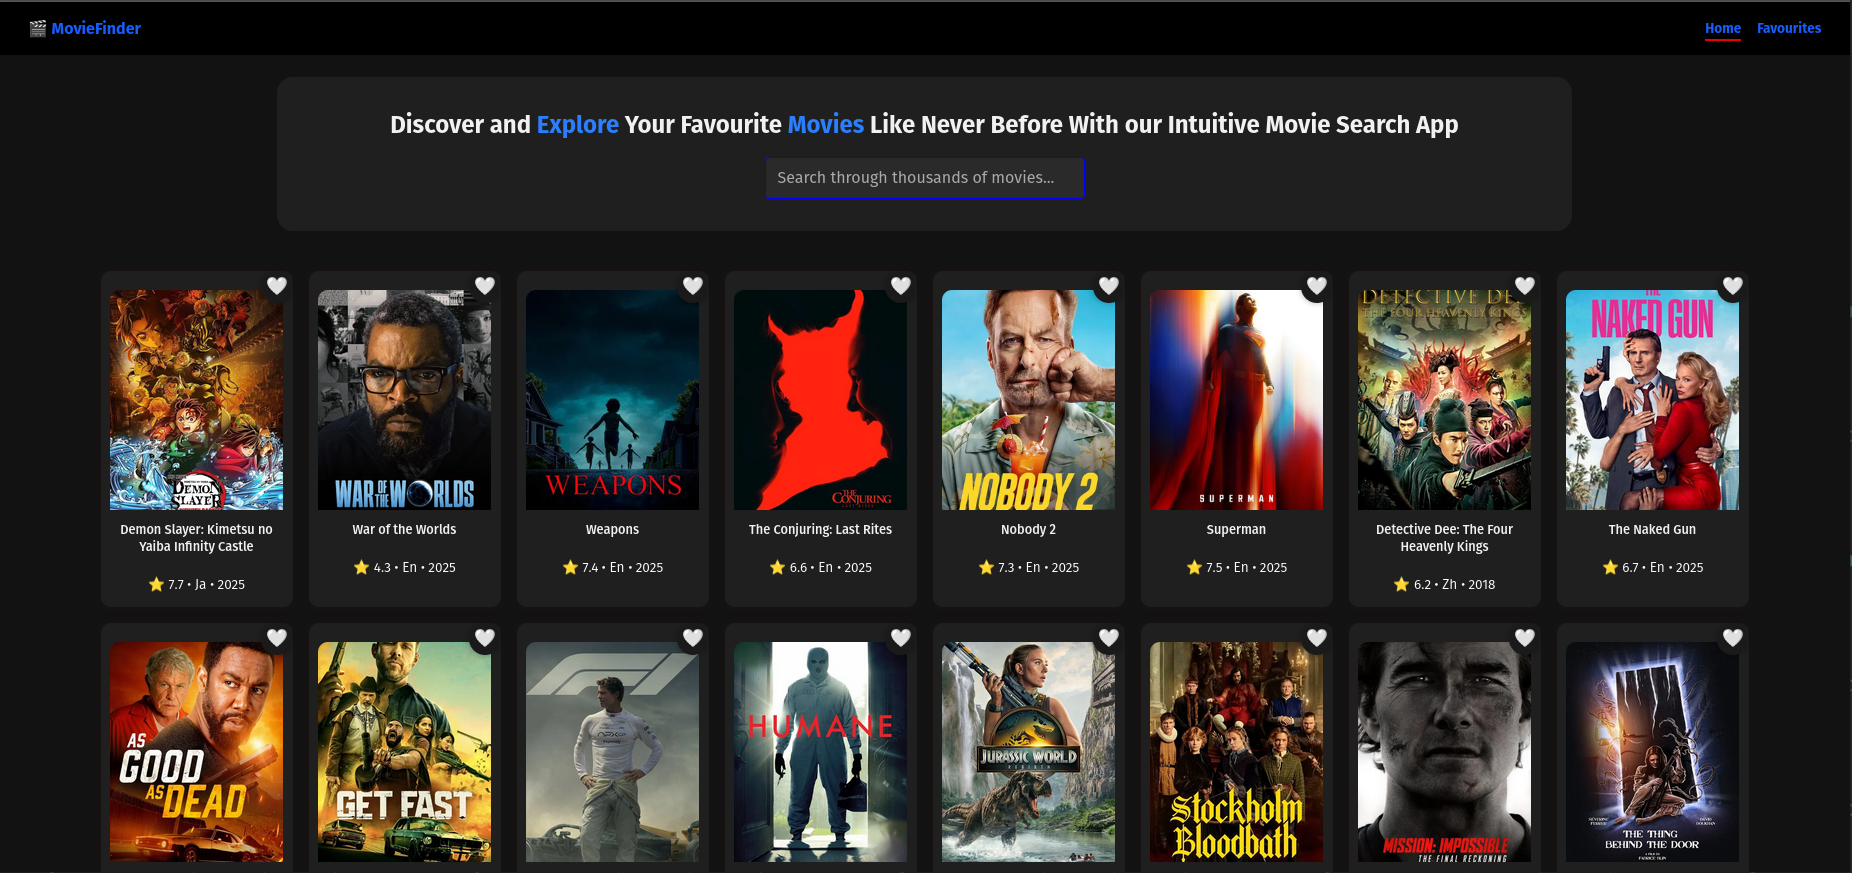 MovieFinder
Home
Favourites
Discover and Explore Your Favourite Movies Like Never Before With our Intuitive Movie Search App
Search through thousands of movies...
DEMON
SLAYER
WAR OF THE WORLDS
WEAPONS
THE
CONJURING
LAST RITES
NOBODY 2
SUPERMAN
DETECTIVE DEE
THE FOUR HEAVENLY KINGS
THE
NAKED GUN
Demon Slayer: Kimetsu no
Yaiba Infinity Castle
⭐ 7.7 • Ja • 2025
War of the Worlds
⭐ 4.3 • En • 2025
Weapons
⭐ 7.4 • En • 2025
The Conjuring: Last Rites
⭐ 6.6 • En • 2025
Nobody 2
⭐ 7.3 • En • 2025
Superman
⭐ 7.5 • En • 2025
Detective Dee: The Four
Heavenly Kings
⭐ 6.2 • Zh • 2018
The Naked Gun
⭐ 6.7 • En • 2025
AS
GOOD
AS DEAD
GET FAST
HUMANE
JURASSIC WORLD
REBIRTH
Stockholm
Bloodbath
MISSION: IMPOSSIBLE
THE FINAL RECKONING
THE THING
BEHIND THE DOOR